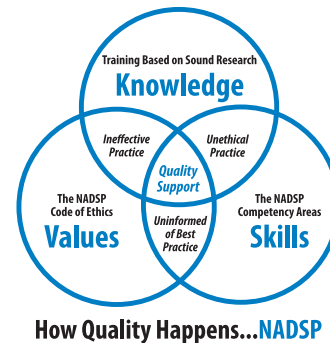 Training Based on Sound Research
Knowledge
Ineffective
Practice
Unethical
Practice
Quality
Support
The NADSP
Code of Ethics
Values
Uninformed
of Best
Practice
The NADSP
Competency Areas
Skills
How Quality Happens...NADSP